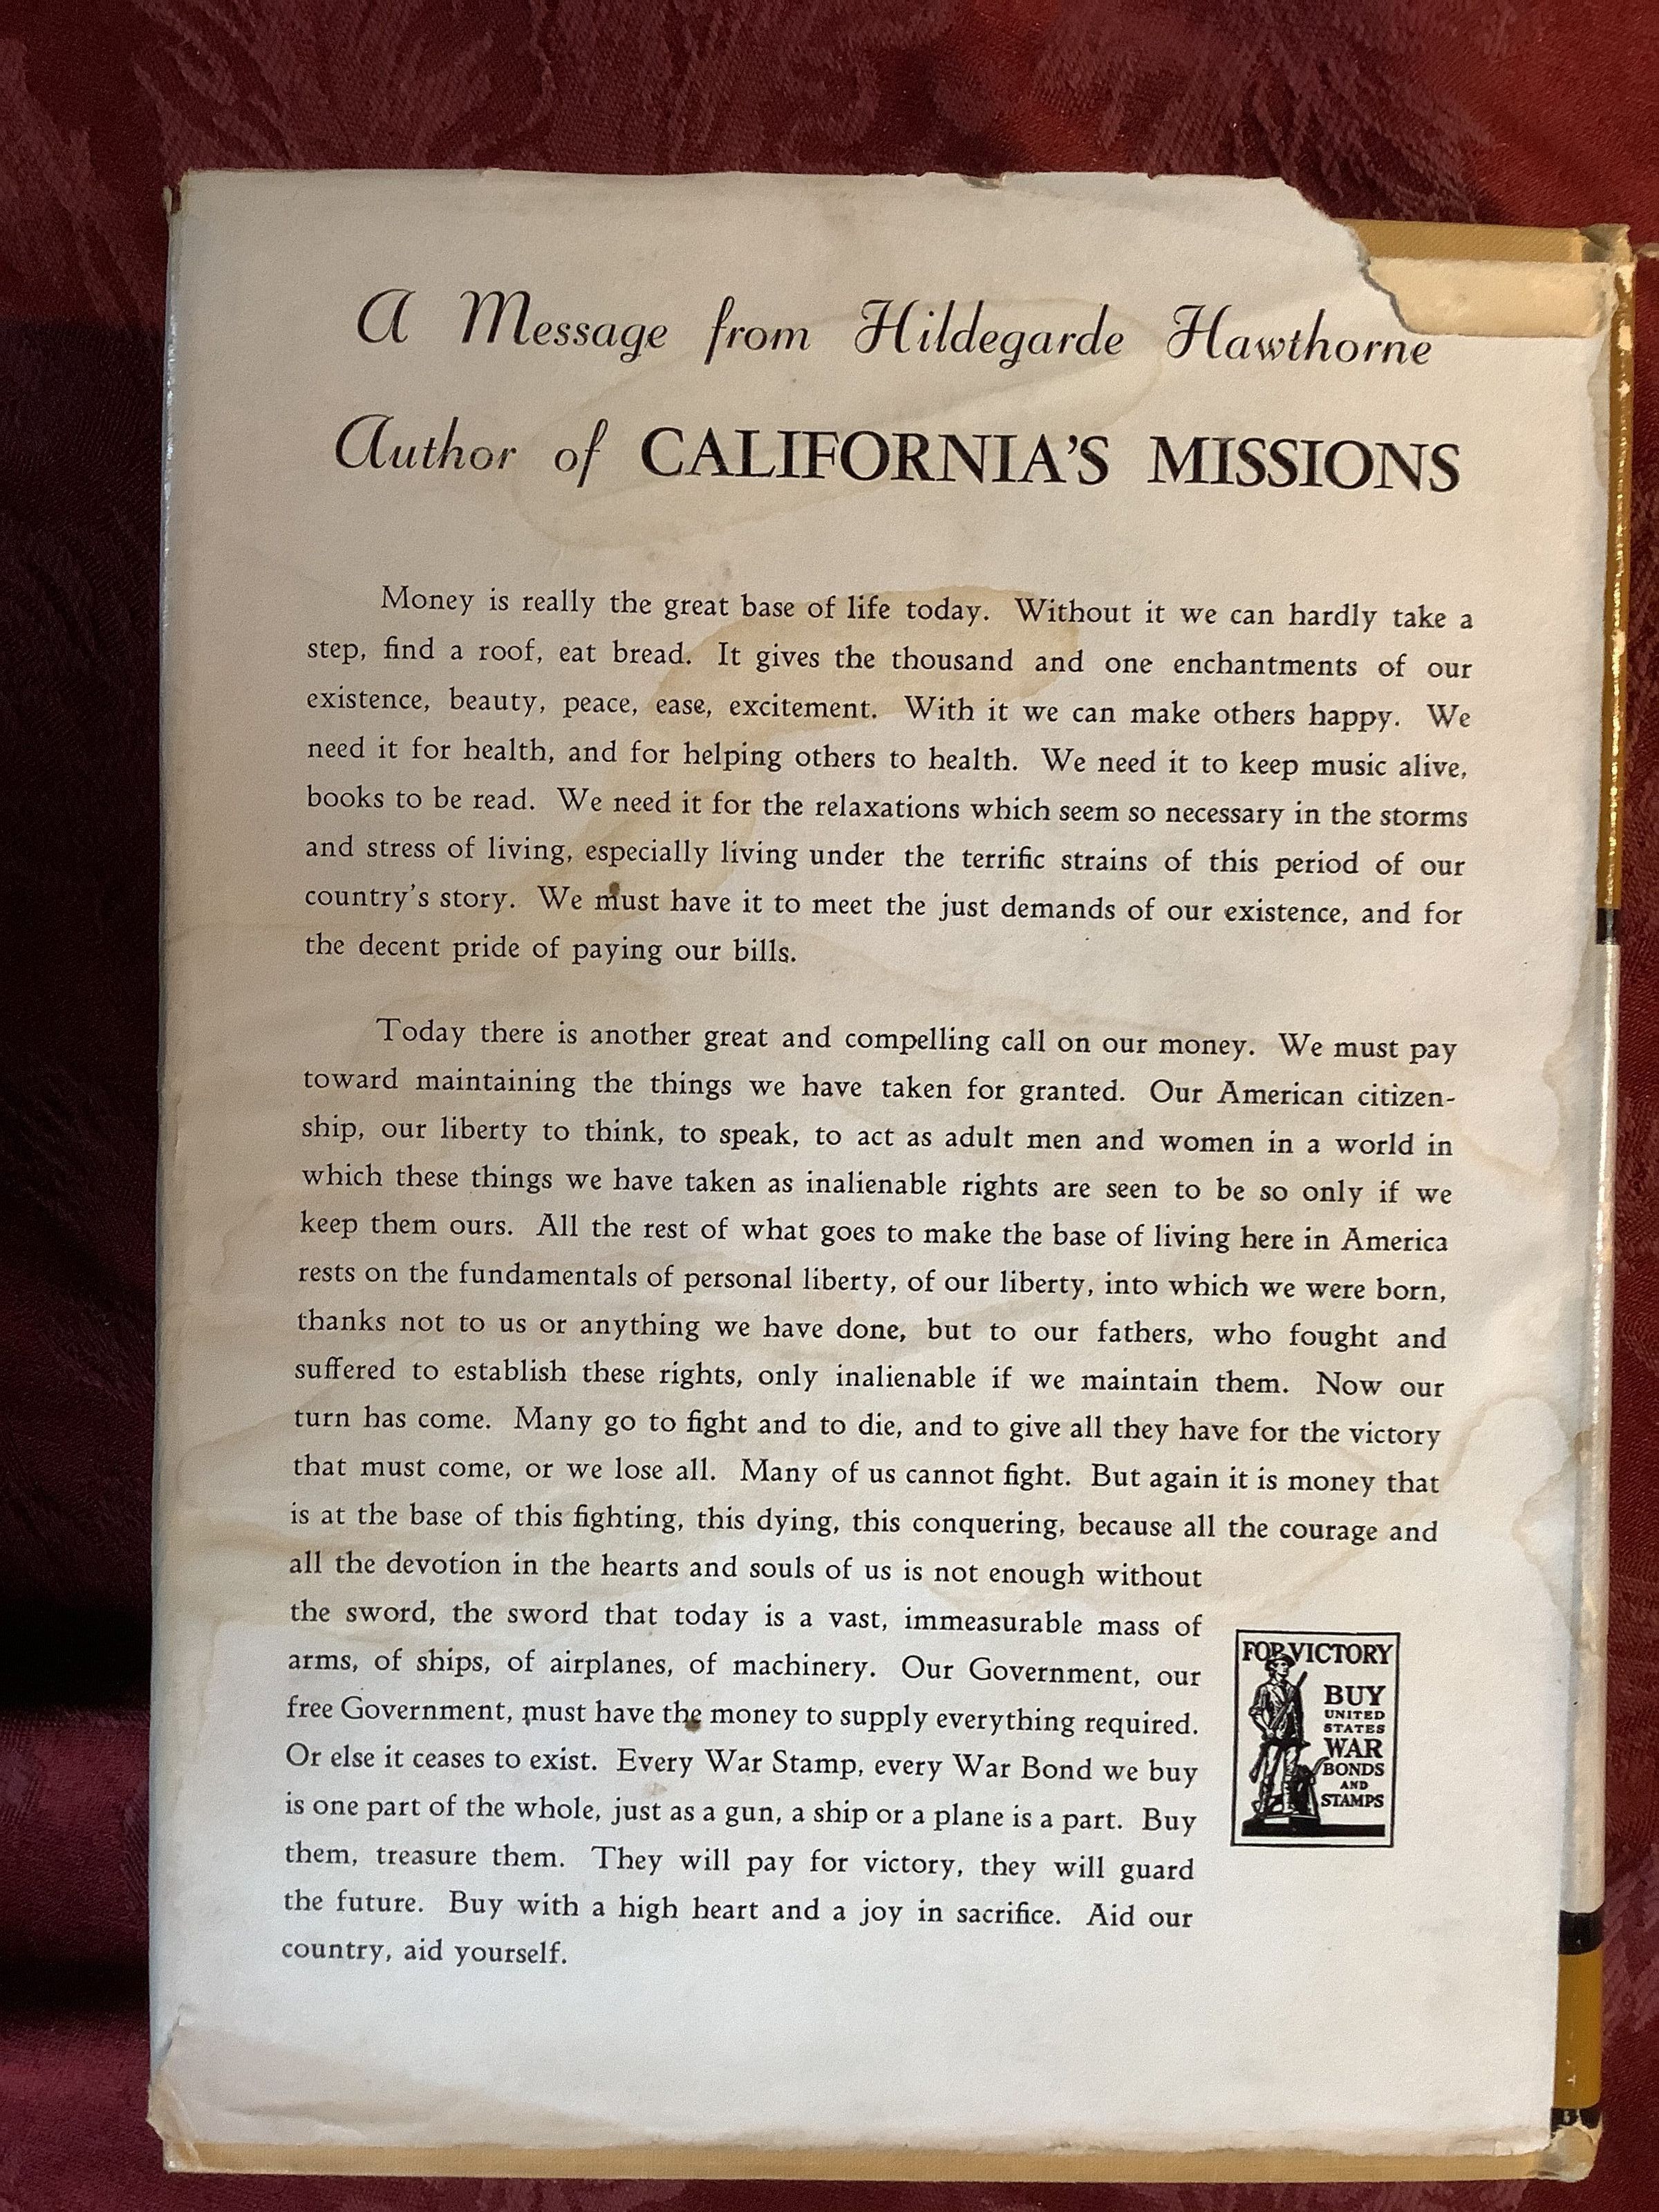 A Message from Hildegarde Hawthorne
Author of CALIFORNIA'S MISSIONS
Money is really the great base of life today. Without it we can hardly take a
step, find a roof, eat bread. It gives the thousand and one enchantments of our
existence, beauty, peace, ease, excitement. With it we can make others happy. We
need it for health, and for helping others to health. We need it to keep music alive,
books to be read. We need it for the relaxations which seem so necessary in the storms
and stress of living, especially living under the terrific strains of this period of our
country's story. We must have it to meet the just demands of our existence, and for
the decent pride of paying our bills.
Today there is another great and compelling call on our money. We must pay
toward maintaining the things we have taken for granted. Our American citizen-
ship, our liberty to think, to speak, to act as adult men and women in a world in
which these things we have taken as inalienable rights are seen to be so only if we
keep them ours. All the rest of what goes to make the base of living here in America
rests on the fundamentals of personal liberty, of our liberty, into which we were born,
thanks not to us or anything we have done, but to our fathers, who fought and
suffered to establish these rights, only inalienable if we maintain them. Now our
turn has come. Many go to fight and to die, and to give all they have for the victory
that must come, or we lose all. Many of us cannot fight. But again it is money that
is at the base of this fighting, this dying, this conquering, because all the courage and
all the devotion in the hearts and souls of us is not enough without
the sword, the sword that today is a vast, immeasurable mass of
arms, of ships, of airplanes, of machinery. Our Government, our
free Government, must have the money to supply everything required.
Or else it ceases to exist. Every War Stamp, every War Bond we buy
is one part of the whole, just as a gun, a ship or a plane is a part. Buy
them, treasure them. They will pay for victory, they will guard
the future. Buy with a high heart and a joy in sacrifice. Aid our
country, aid yourself.
FOR VICTORY
BUY
UNITED
STATES
WAR
BONDS
AND
STAMPS